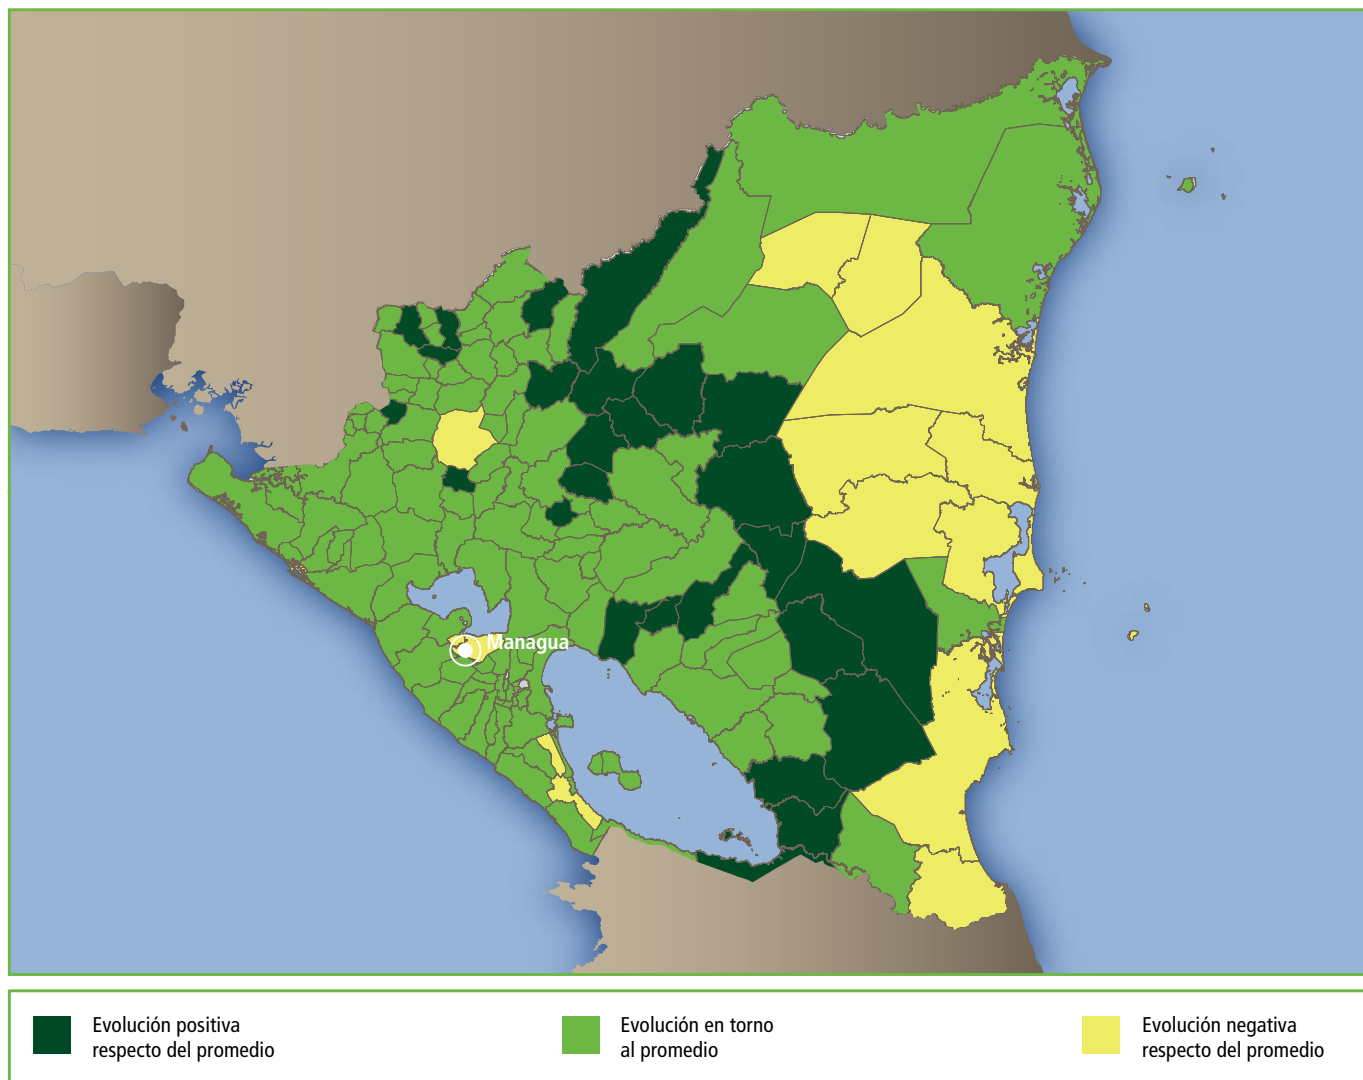 Managua
Evolución positiva
respecto del promedio
Evolución en torno
al promedio
Evolución negativa
respecto del promedio